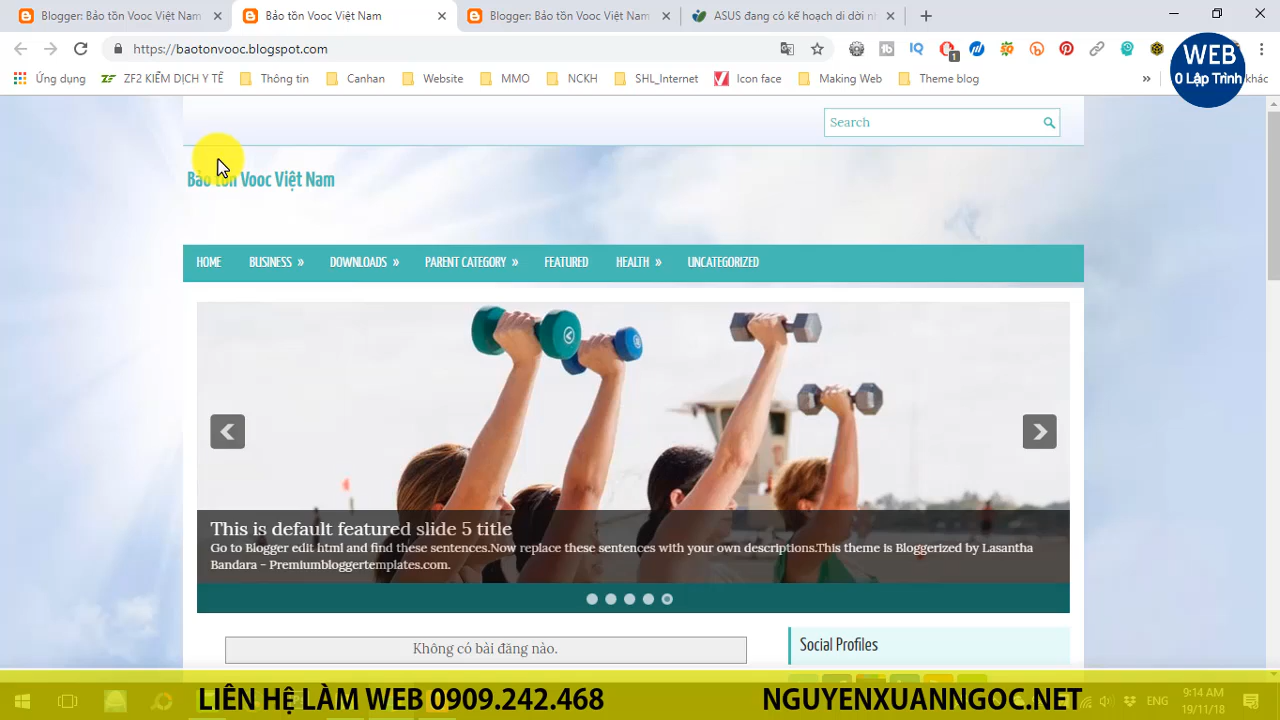 Blogger: Bảo tồn Vooc Việt Nam
Bảo tồn Vooc Việt Nam
Blogger: Bảo tồn Vooc Việt Nam
ASUS đang có kế hoạch di dời nh
https://baotonvooc.blogspot.com
1
Ứng dụng
ZF2 KIỂM DỊCH Y TẾ
Thông tin
Canhan
Website
MMO
NCKH
SHL_Internet
Icon face
Making Web
Theme blog
khác
WEB
0 Lập Trình
Search
Bảo tồn Vooc Việt Nam
HOME
BUSINESS »
DOWNLOADS »
PARENT CATEGORY »
FEATURED
HEALTH »
UNCATEGORIZED
This is default featured slide 5 title
Go to Blogger edit html and find these sentences.Now replace these sentences with your own descriptions.This theme is Bloggerized by Lasantha
Bandara - Premiumbloggertemplates.com.
Không có bài đăng nào.
Social Profiles
LIÊN HỆ LÀM WEB 0909.242.468
NGUYENXUANNGOC.NET
ENG
9:14 AM
19/11/18